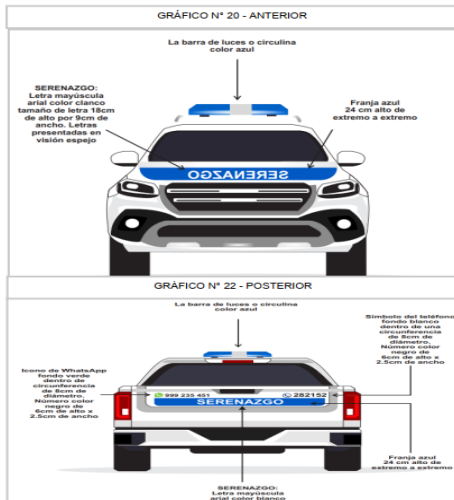 GRÁFICO N° 20 - ANTERIOR
La barra de luces o circulina
color azul
SERENAZGO:
Letra mayúscula
arial color clanco
tamaño de letra 18cm
de alto por 9cm de
ancho. Letras
presentadas en
visión espejo
Franja azul
24 cm alto de
extremo a extremo
SERENAZGO
GRÁFICO N° 22 - POSTERIOR
La barra de luces o circulina
color azul
Símbolo del teléfono
fondo blanco
dentro de una
circunferencia
de 8cm de
diámetro.
Número color
negro de
6cm de alto x
2.5cm de ancho
Icono de WhatsApp
fondo verde
dentro de
circunferencia
de 8cm de
diámetro.
Número color
negro de
6cm de alto x
2.5cm de ancho
999 235 451
282152
SERENAZGO
Franja azul
24 cm alto de
extremo a extremo
SERENAZGO:
Letra mayúscula
arial color blanco